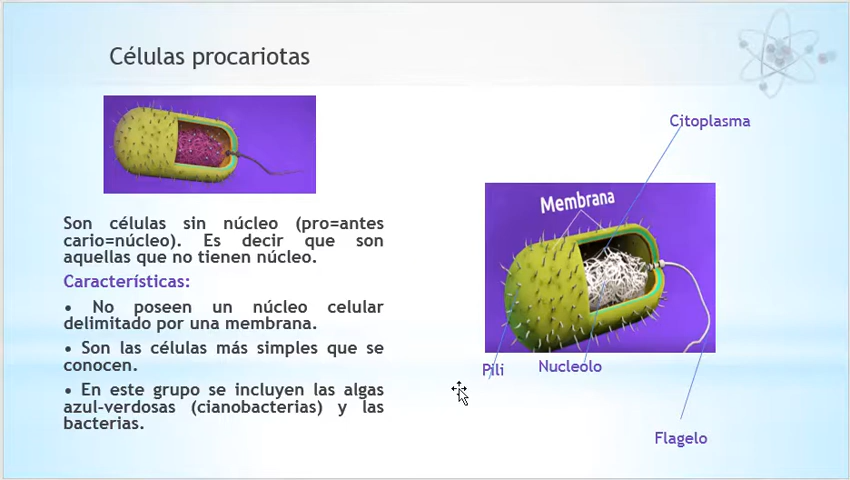 Células procariotas
Son células sin núcleo (pro=antes
cario=núcleo). Es decir que son
aquellas que no tienen núcleo.
Características:
• No poseen un núcleo celular
delimitado por una membrana.
• Son las células más simples que se
conocen.
• En este grupo se incluyen las algas
azul-verdosas (cianobacterias) y las
bacterias.
Citoplasma
Membrana
Pili
Nucleolo
Flagelo